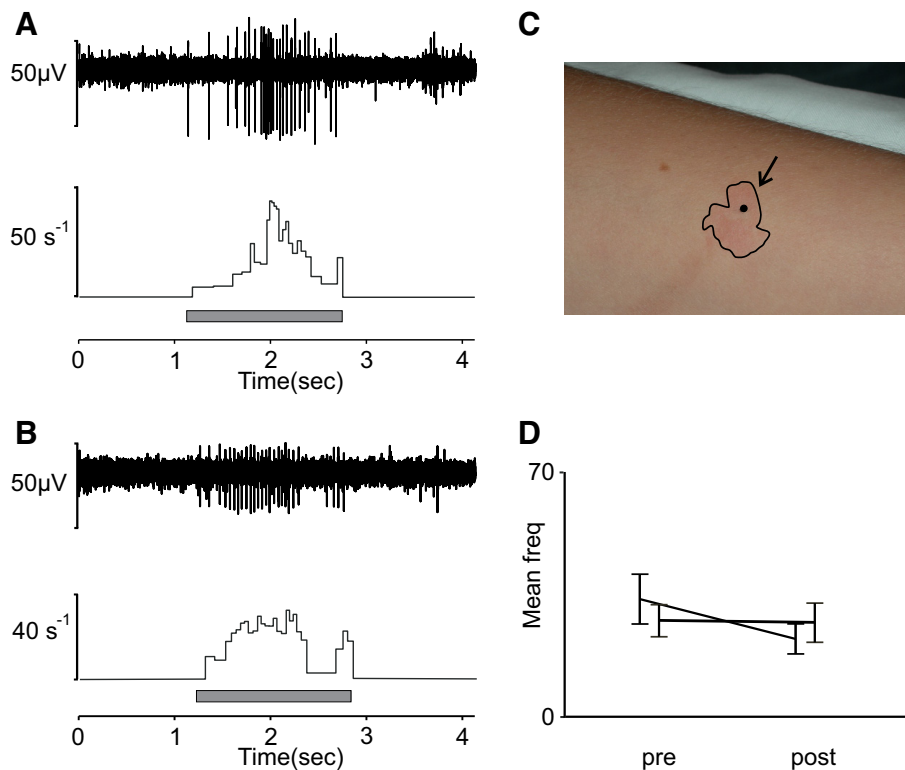 A
50μV
50 s-1
0 1 2 3 4
Time(sec)
B
50μV
40 s-1
0 1 2 3 4
Time(sec)
C
D
70
Mean freq
0
pre post